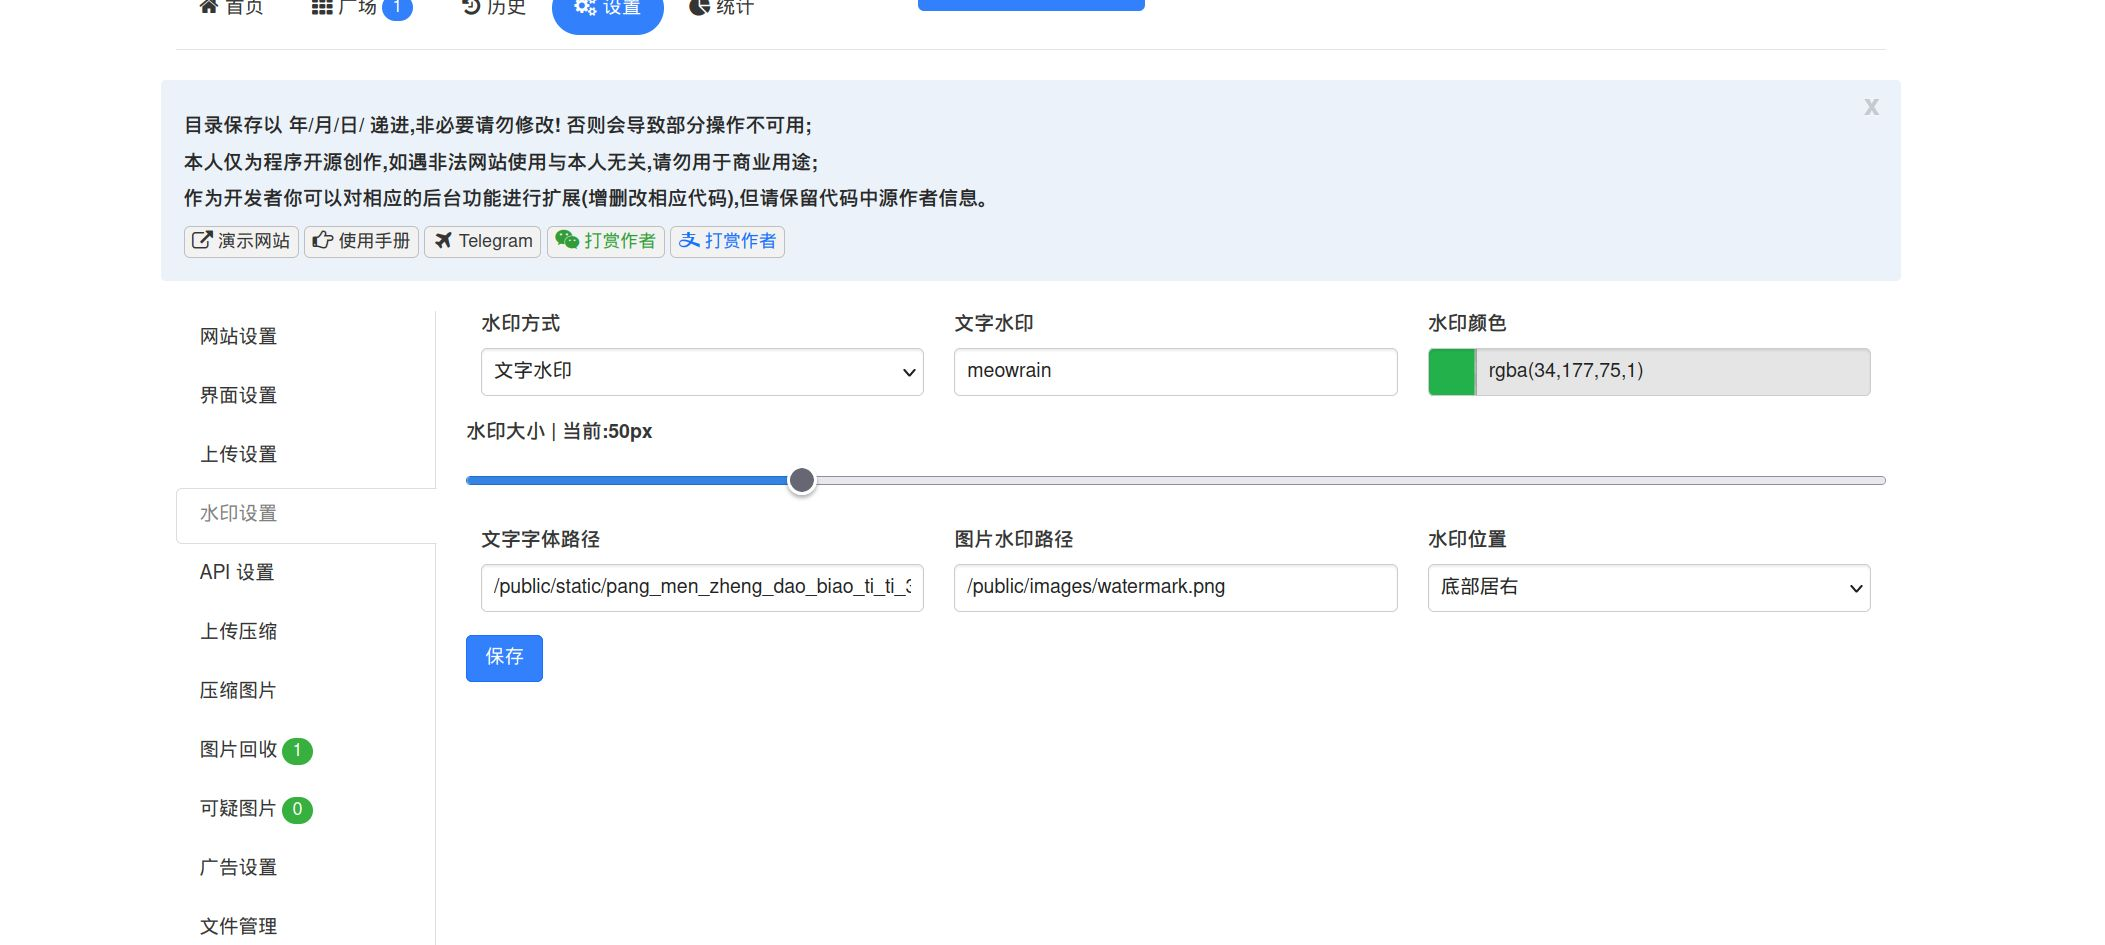 首页 广场 1 历史 设置 统计
x
目录保存以 年/月/日/ 递进,非必要请勿修改! 否则会导致部分操作不可用;
本人仅为程序开源创作,如遇非法网站使用与本人无关,请勿用于商业用途;
作为开发者你可以对相应的后台功能进行扩展(增删改相应代码),但请保留代码中源作者信息。
演示网站 使用手册 Telegram 打赏作者 打赏作者
网站设置
界面设置
上传设置
水印设置
API 设置
上传压缩
压缩图片
图片回收 1
可疑图片 0
广告设置
文件管理
水印方式 文字水印 水印颜色
文字水印 meowrain rgba(34,177,75,1)
水印大小 | 当前:50px
文字字体路径 图片水印路径 水印位置
/public/static/pang_men_zheng_dao_biao_ti_ti_3 /public/images/watermark.png 底部居右
保存